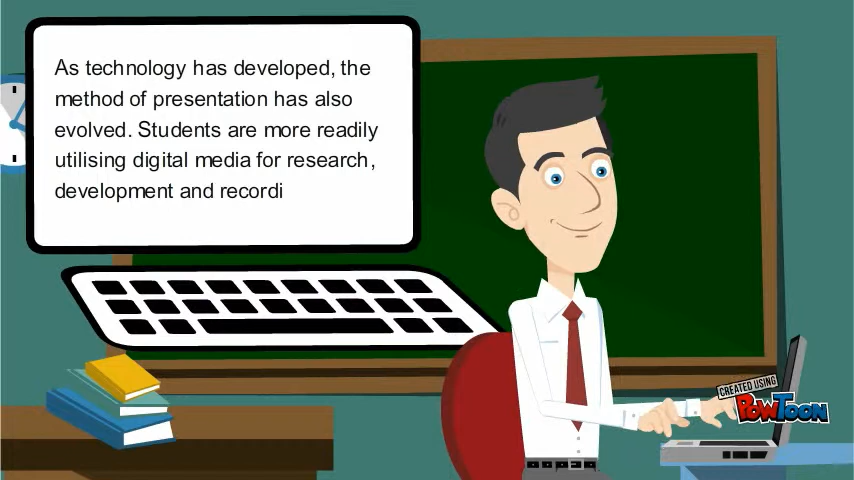 As technology has developed, the
method of presentation has also
evolved. Students are more readily
utilising digital media for research,
development and recordi
CREATED USING
POWTOON